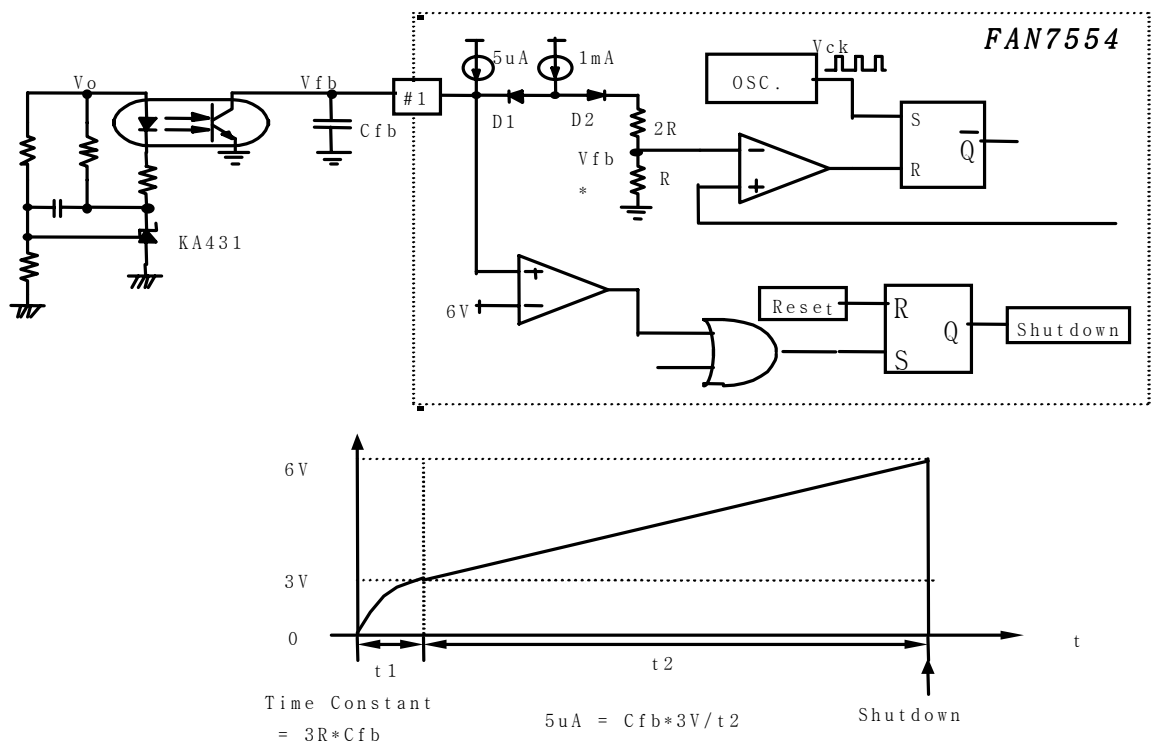 FAN7554
Vo
Vfb
#1
Cfb
5uA
1mA
D1
D2
2R
Vfb
*
R
Vck
OSC.
S
R
Q
−
+
KA431
6V
+
−
Reset
R
S
Q
Shutdown
6V
3V
0
t1
t2
t
Time Constant
= 3R*Cfb
5uA = Cfb*3V/t2
Shutdown